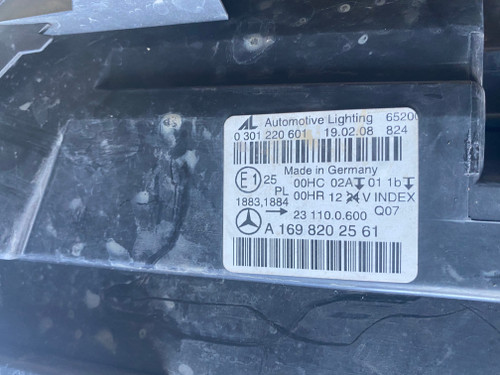 AL Automotive Lighting 65200
0 301 220 601 19.02.08 824
Made in Germany
E1 25 00HC 02A 01 1b
PL 00HR 12 24 V INDEX
1883,1884 → 23 110.0.600 Q07
A 169 820 25 61